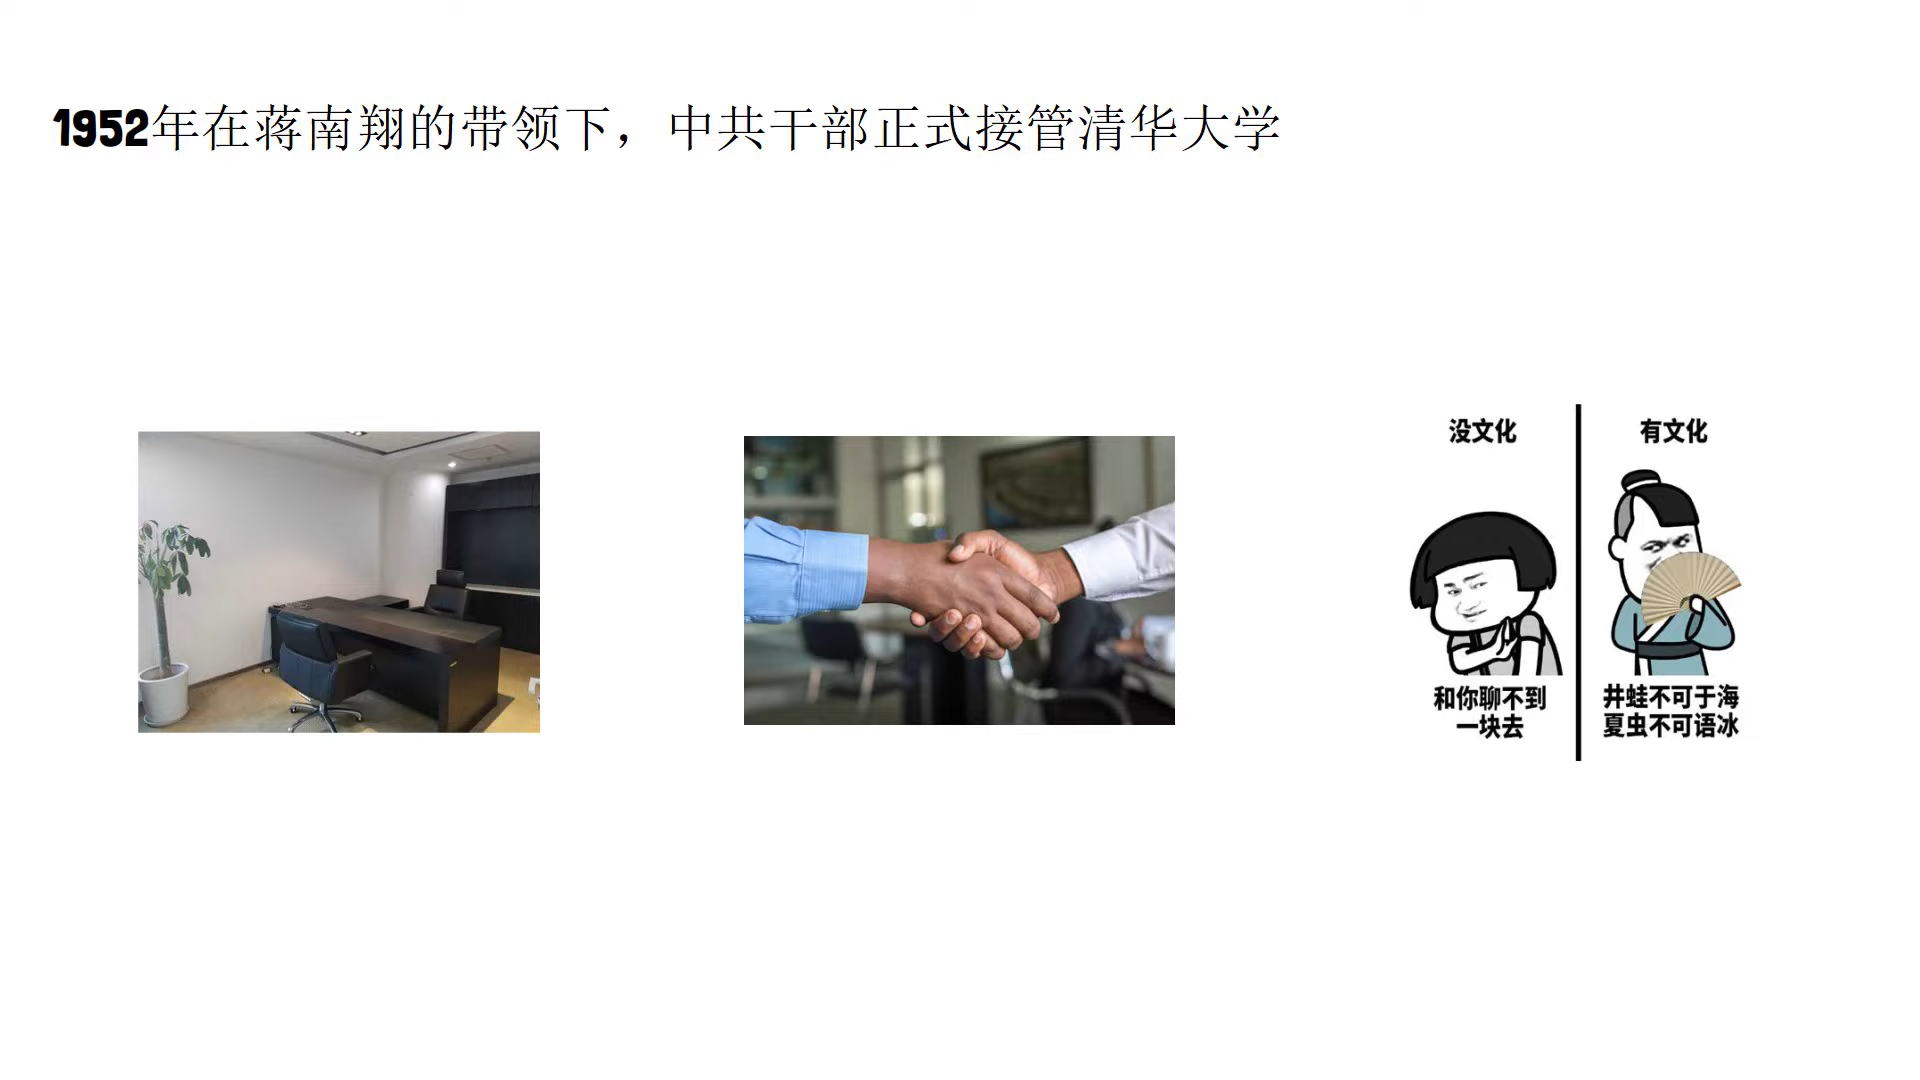 1952年在蒋南翔的带领下，中共干部正式接管清华大学
没文化
有文化
和你聊不到
一块去
井蛙不可于海
夏虫不可语冰